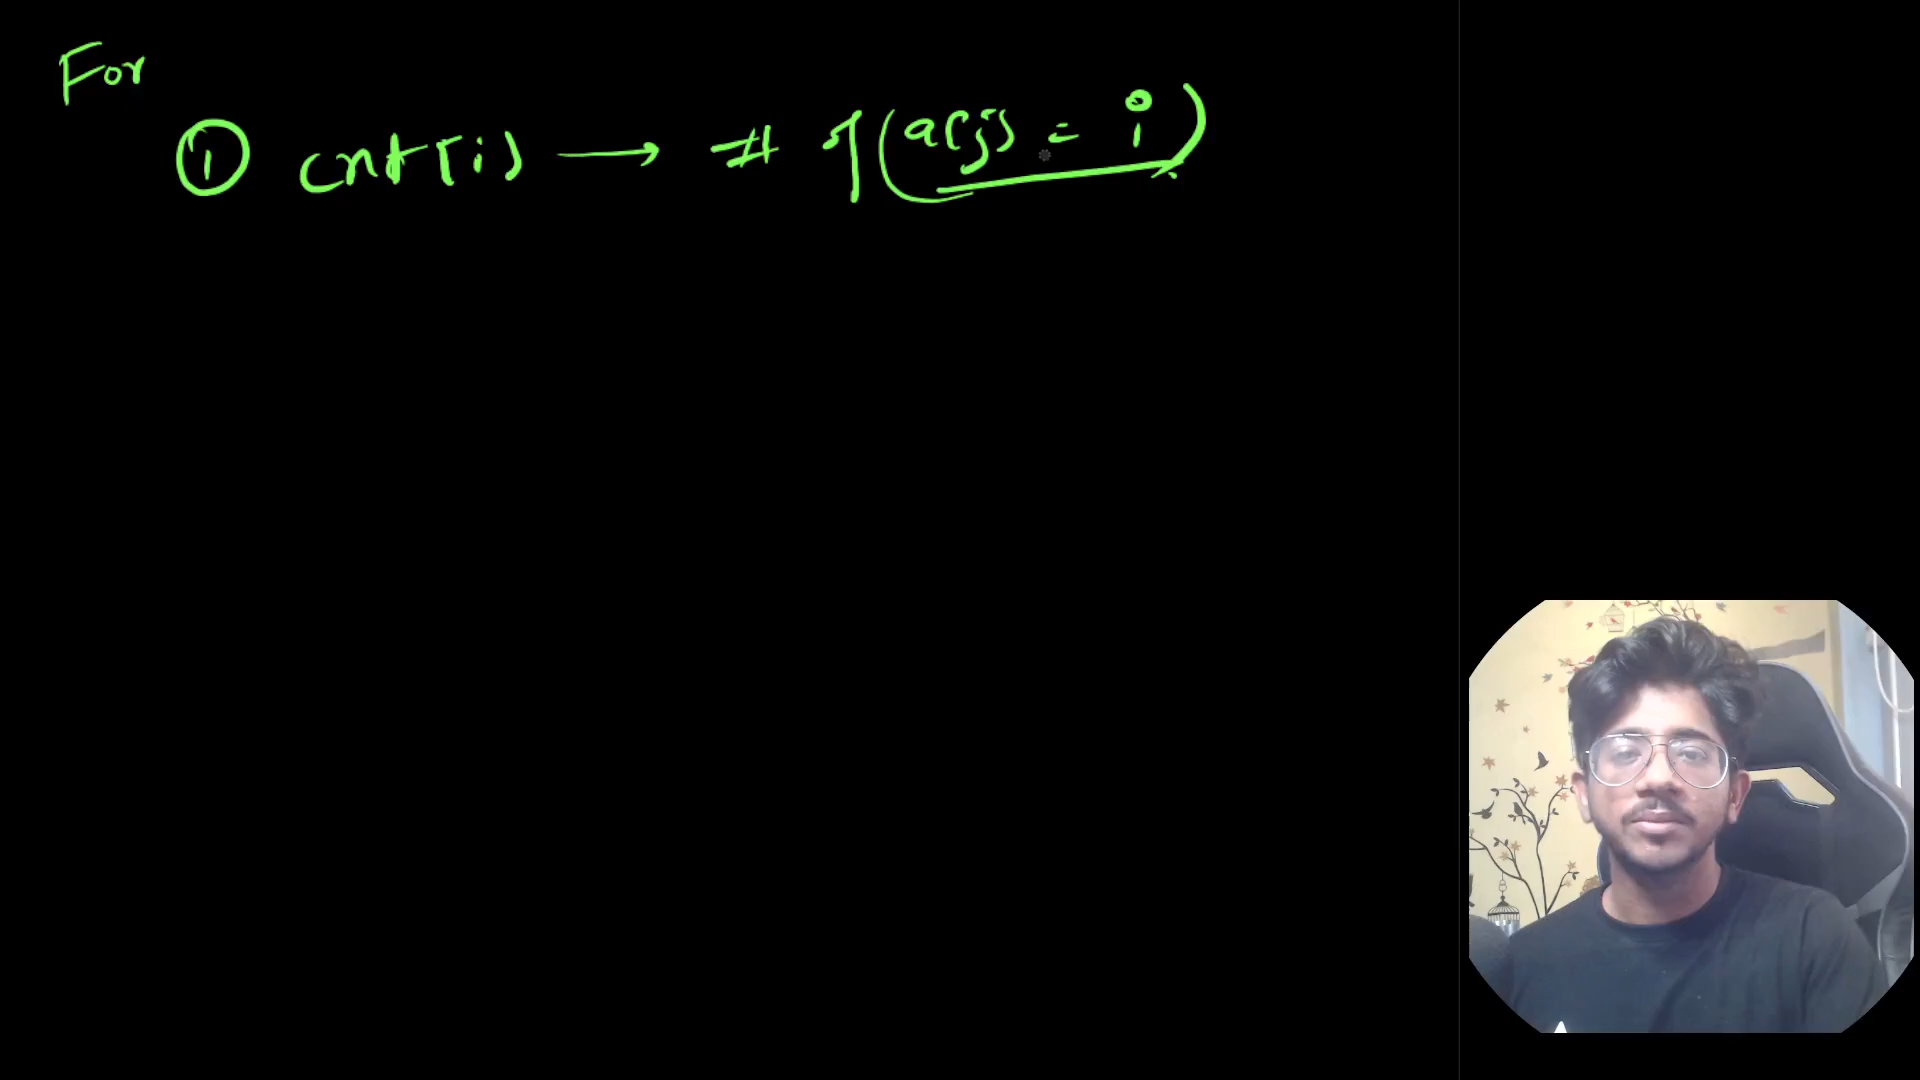 For
① cnt[i] → # of (a[j] = i)